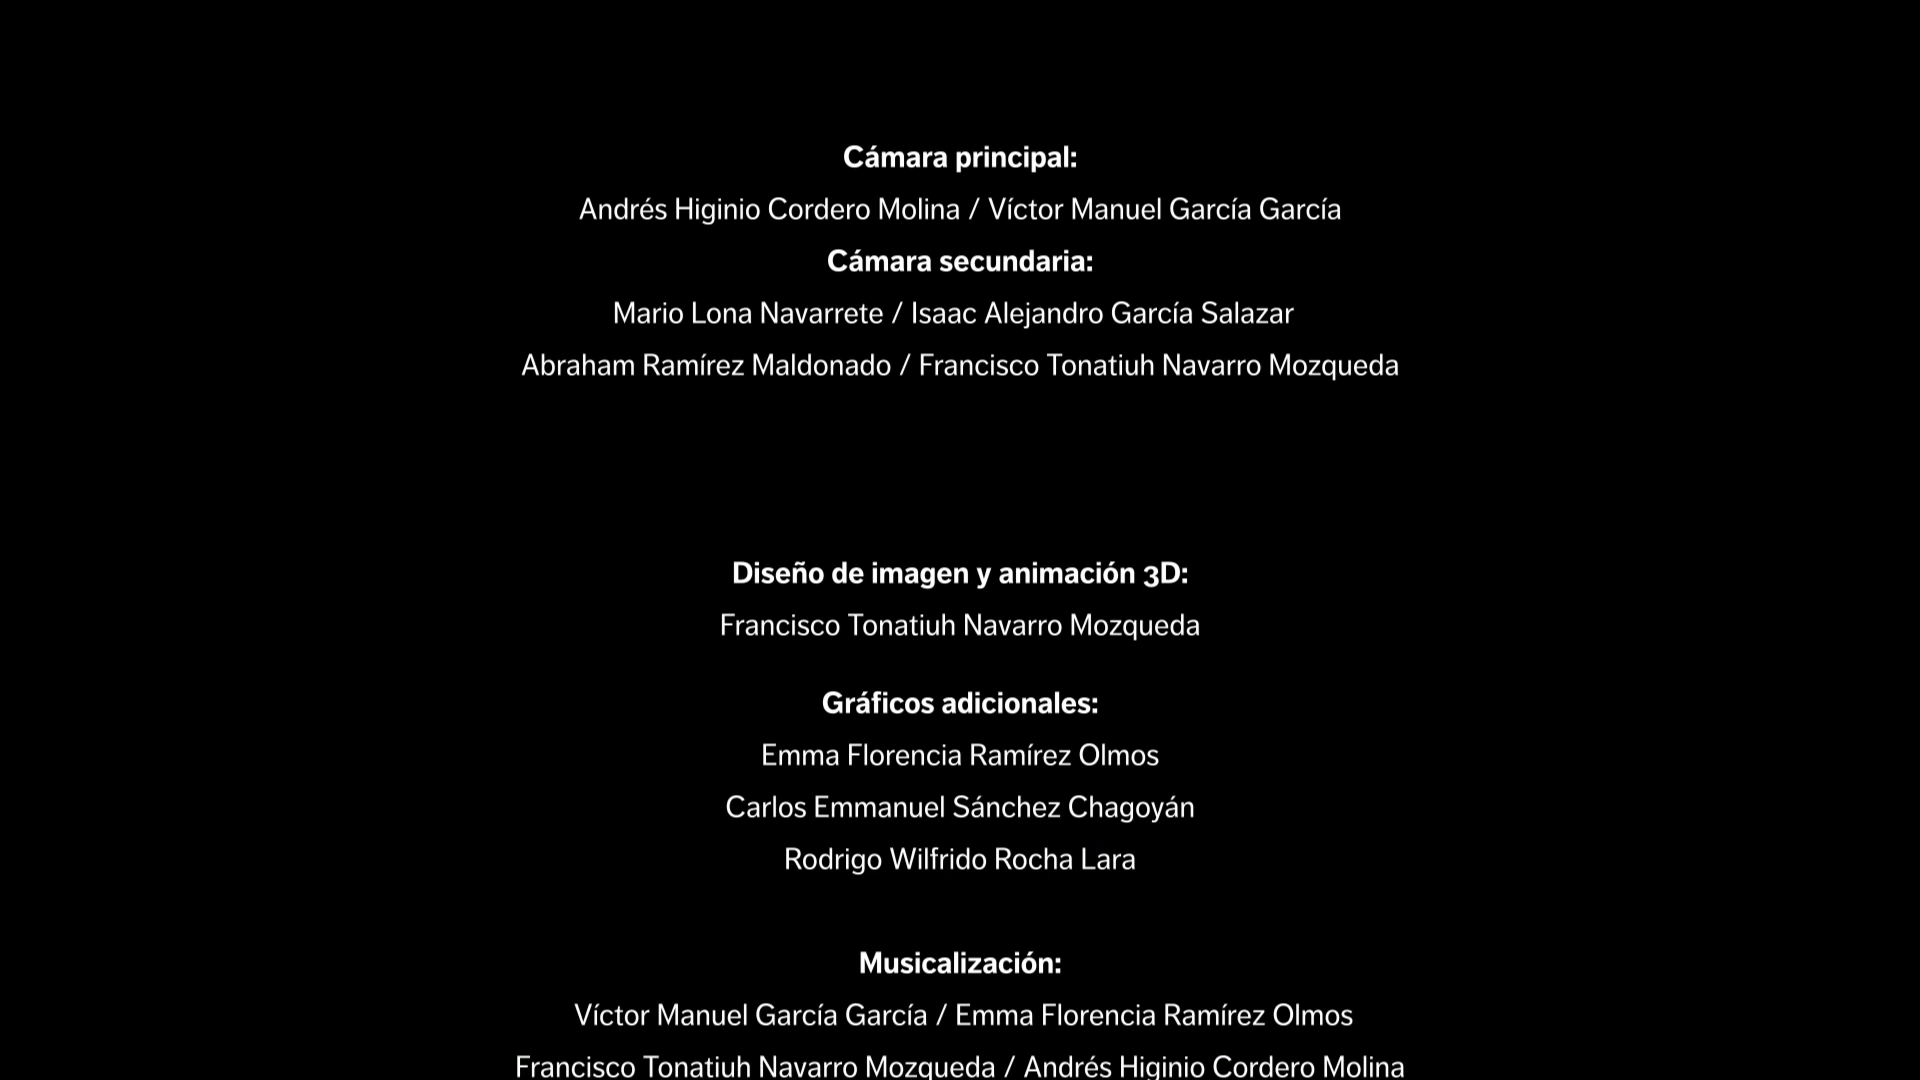 Cámara principal:
Andrés Higinio Cordero Molina / Víctor Manuel García García
Cámara secundaria:
Mario Lona Navarrete / Isaac Alejandro García Salazar
Abraham Ramírez Maldonado / Francisco Tonatiuh Navarro Mozqueda
Diseño de imagen y animación 3D:
Francisco Tonatiuh Navarro Mozqueda
Gráficos adicionales:
Emma Florencia Ramírez Olmos
Carlos Emmanuel Sánchez Chagoyán
Rodrigo Wilfrido Rocha Lara
Musicalización:
Víctor Manuel García García / Emma Florencia Ramírez Olmos
Francisco Tonatiuh Navarro Mozqueda / Andrés Higinio Cordero Molina